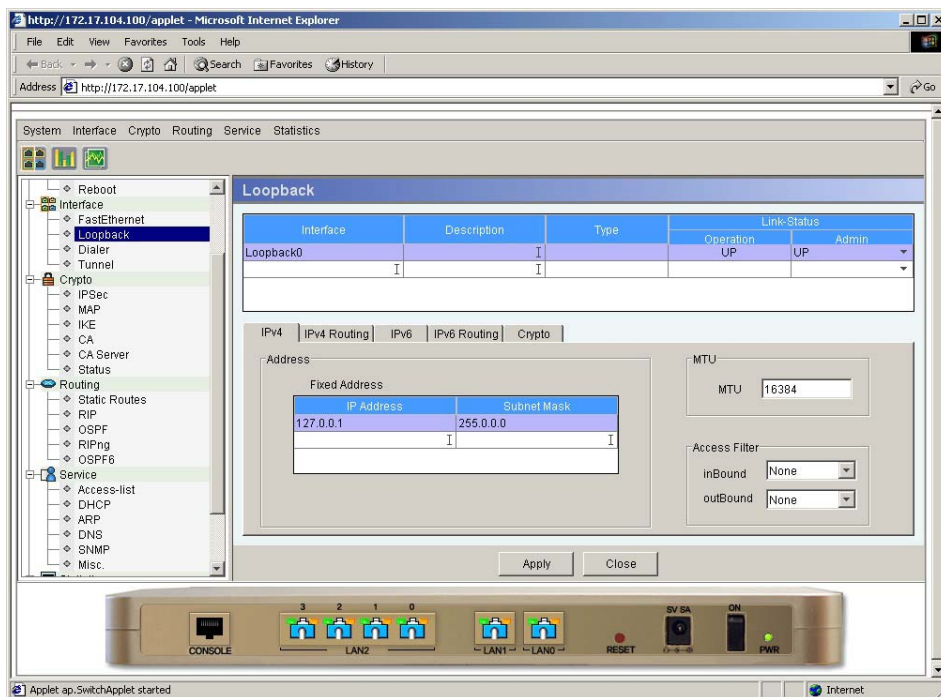 http://172.17.104.100/applet - Microsoft Internet Explorer
File Edit View Favorites Tools Help
Back Search Favorites History
Address http://172.17.104.100/applet Go
System Interface Crypto Routing Service Statistics
Reboot
Interface
FastEthernet
Loopback
Dialer
Tunnel
Crypto
IPSec
MAP
IKE
CA
CA Server
Status
Routing
Static Routes
RIP
OSPF
RIPng
OSPF6
Service
Access-list
DHCP
ARP
DNS
SNMP
Misc.
Loopback
Interface Description Type Link-Status
Operation Admin
Loopback0 UP UP
IPv4 IPv4 Routing IPv6 IPv6 Routing Crypto
Address
Fixed Address
IP Address Subnet Mask
127.0.0.1 255.0.0.0
MTU
MTU 16384
Access Filter
inBound None
outBound None
Apply Close
3 2 1 0
CONSOLE LAN2 LAN1 LAN0 RESET 5V 5A ON PWR
Applet ap.SwitchApplet started Internet